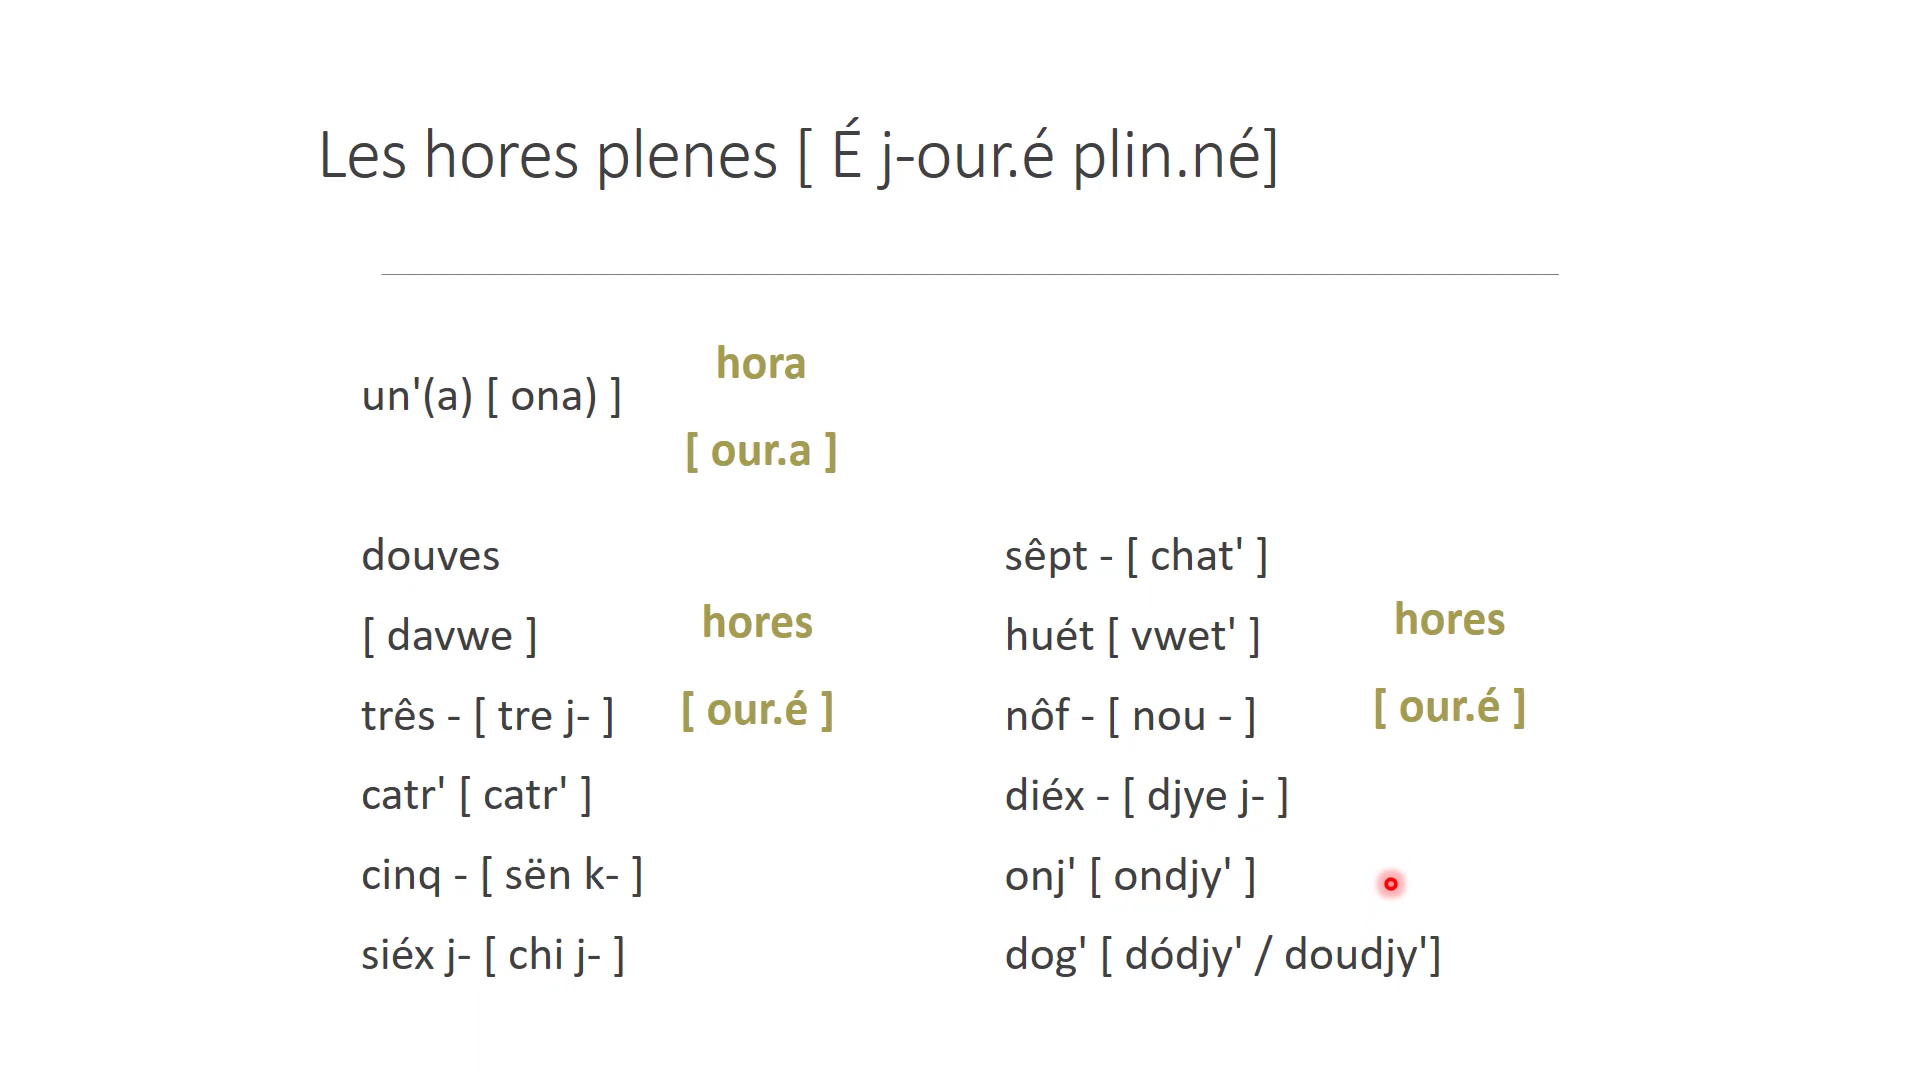 Les hores plenes [ É j-our.é plin.né]
un'(a) [ ona) ]
hora
[ our.a ]
douves
[ davwe ]
três - [ tre j- ]
catr' [ catr' ]
cinq - [ sën k- ]
siéx j- [ chi j- ]
hores
[ our.é ]
sêpt - [ chat' ]
huét [ vwet' ]
nôf - [ nou - ]
diéx - [ djye j- ]
onj' [ ondjy' ]
dog' [ dódjy' / doudjy']
hores
[ our.é ]